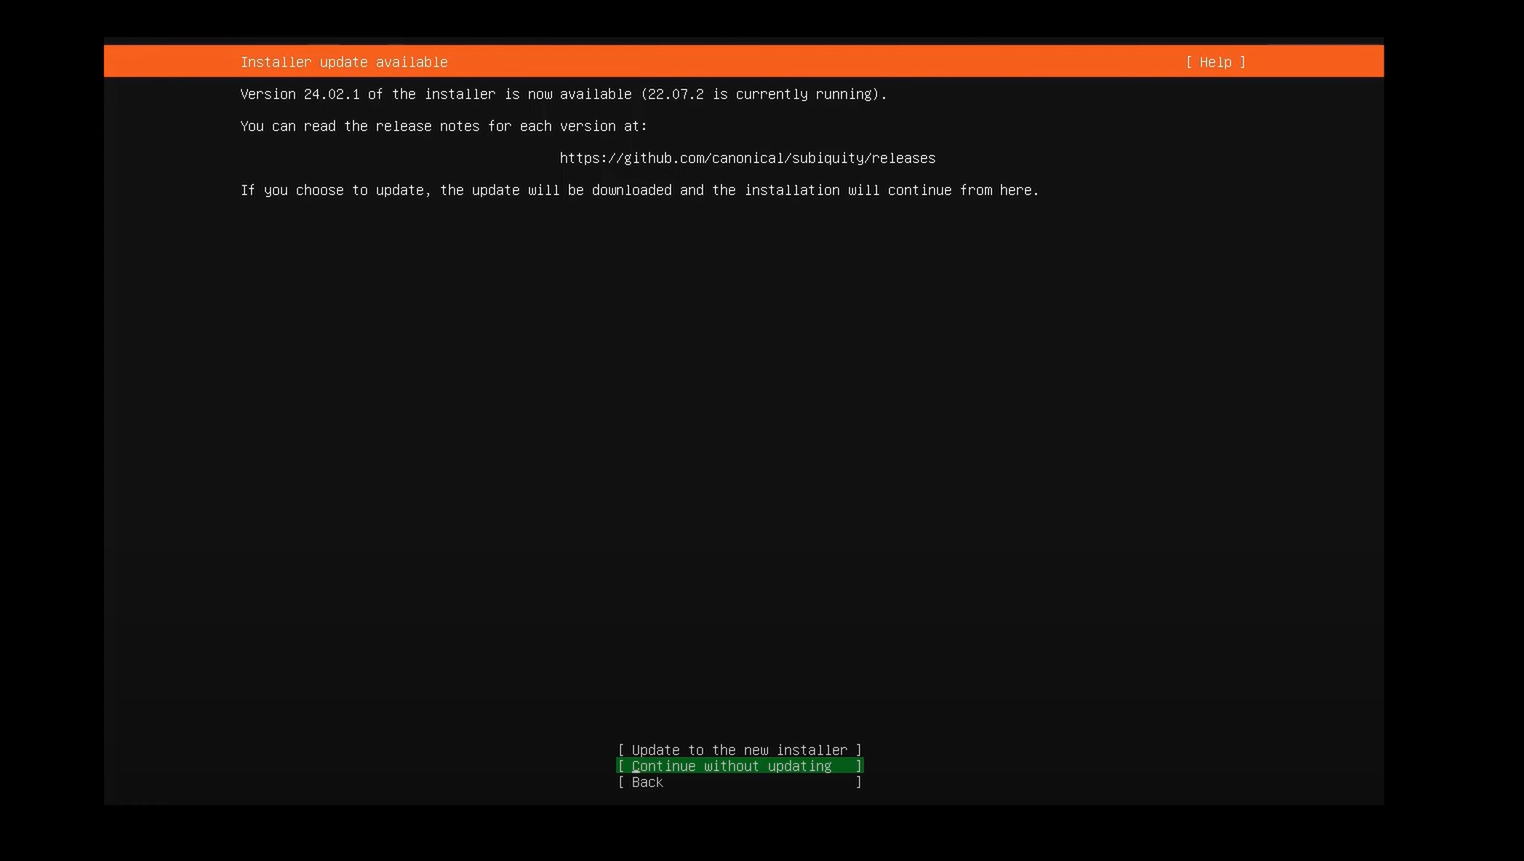 Installer update available [ Help ]
Version 24.02.1 of the installer is now available (22.07.2 is currently running).
You can read the release notes for each version at:
https://github.com/canonical/subiquity/releases
If you choose to update, the update will be downloaded and the installation will continue from here.
[ Update to the new installer ]
[ Continue without updating ]
[ Back ]